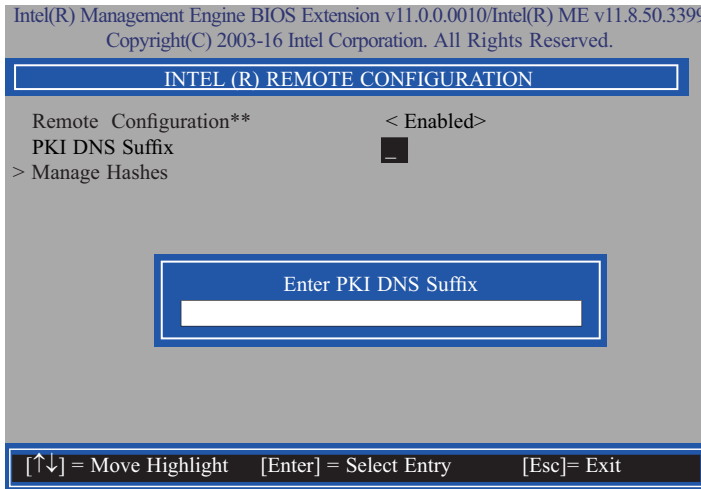 Intel(R) Management Engine BIOS Extension v11.0.0.0010/Intel(R) ME v11.8.50.3399
Copyright(C) 2003-16 Intel Corporation. All Rights Reserved.
INTEL (R) REMOTE CONFIGURATION
Remote Configuration** < Enabled>
PKI DNS Suffix _
> Manage Hashes
Enter PKI DNS Suffix
[↑↓] = Move Highlight [Enter] = Select Entry [Esc]= Exit